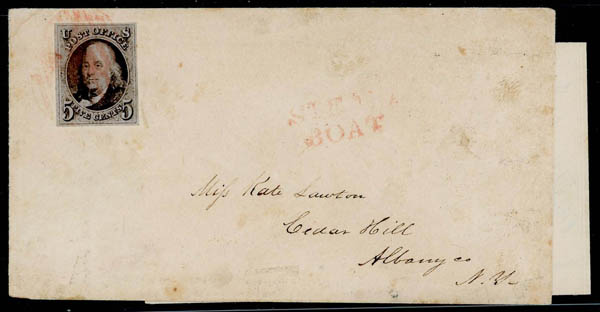 U S
POST OFFICE
5 FIVE CENTS 5
STEAM
BOAT
Miss Kate Lawton
Cedar Hill
Albany co
N. Y.